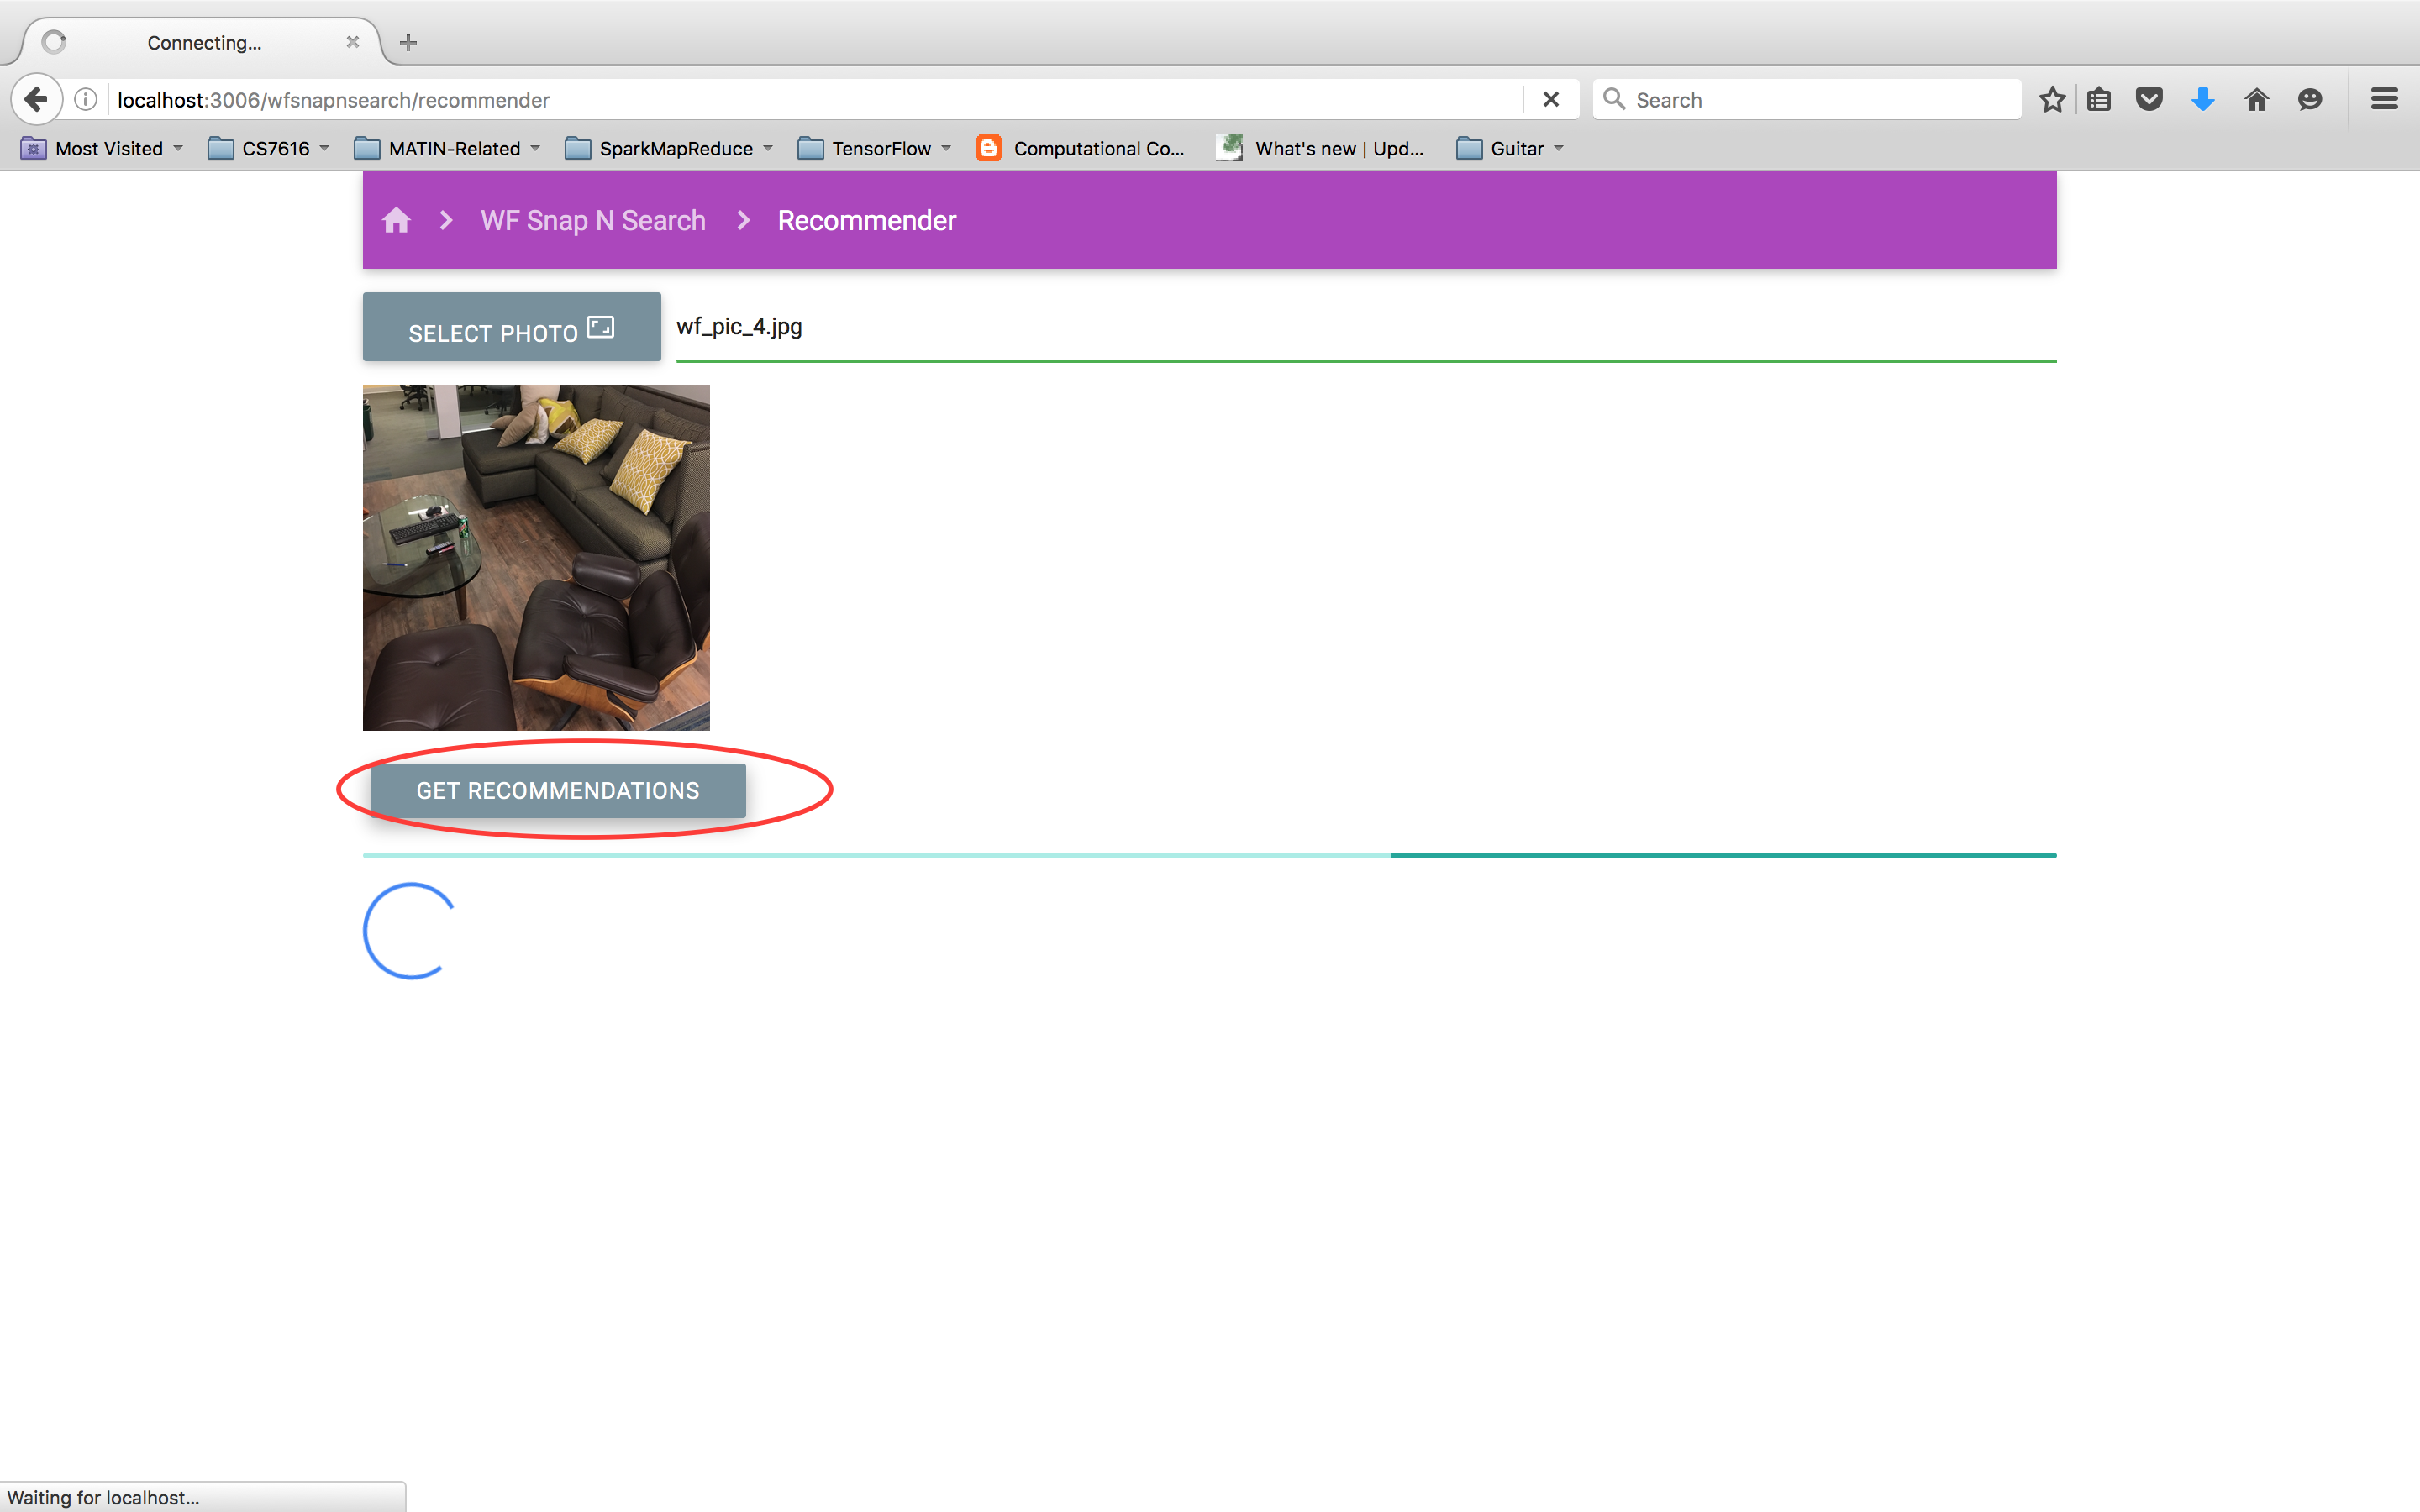 Connecting...
localhost:3006/wfsnapnsearch/recommender
Search
Most Visited
CS7616
MATIN-Related
SparkMapReduce
TensorFlow
Computational Co...
What's new | Upd...
Guitar
WF Snap N Search
Recommender
SELECT PHOTO
wf_pic_4.jpg
GET RECOMMENDATIONS
Waiting for localhost...